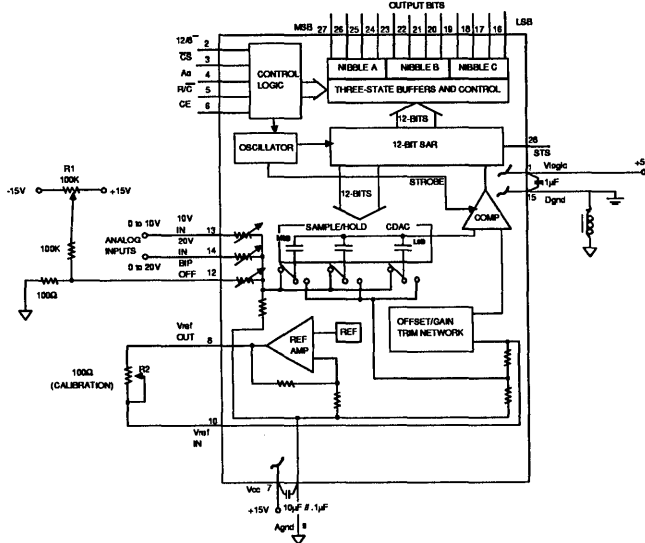 OUTPUT BITS
MSB 27 26 25 24 23 22 21 20 19 18 17 16 LSB
12/8
2
CS
3
Ao
4
R/C
5
CE
6
CONTROL
LOGIC
NIBBLE A
NIBBLE B
NIBBLE C
THREE-STATE BUFFERS AND CONTROL
12-BITS
OSCILLATOR
12-BIT SAR
STS
1
Vlogic
+5
1µF
15
Dgnd
STROBE
12-BITS
COMP
R1
-15V
100K
+15V
100K
100Ω
0 to 10V
10V
IN
13
ANALOG
INPUTS
20V
IN
14
0 to 20V
BIP
OFF
12
SAMPLE/HOLD
CDAC
MSB
LSB
OFFSET/GAIN
TRIM NETWORK
REF
REF
AMP
Vref
OUT
8
100Ω
(CALIBRATION)
R2
10
Vref
IN
Vcc
7
10µF // .1µF
+15V
Agnd